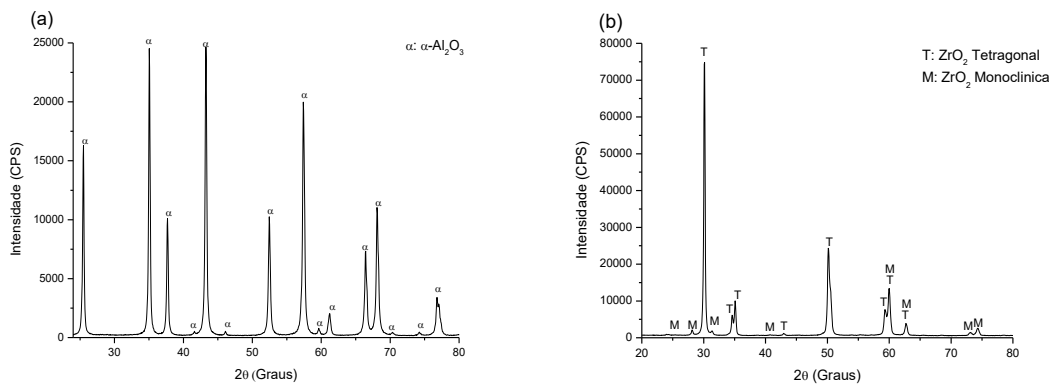 (a)
α: α-Al₂O₃
Intensidade (CPS)
25000
20000
15000
10000
5000
0
α α α α α α α α α α α α α α α
30 40 50 60 70 80
2θ (Graus)
(b)
T: ZrO₂ Tetragonal
M: ZrO₂ Monoclinica
Intensidade (CPS)
80000
70000
60000
50000
40000
30000
20000
10000
0
T
T
M
T
M M M T T M T T M T M M
20 30 40 50 60 70 80
2θ (Graus)